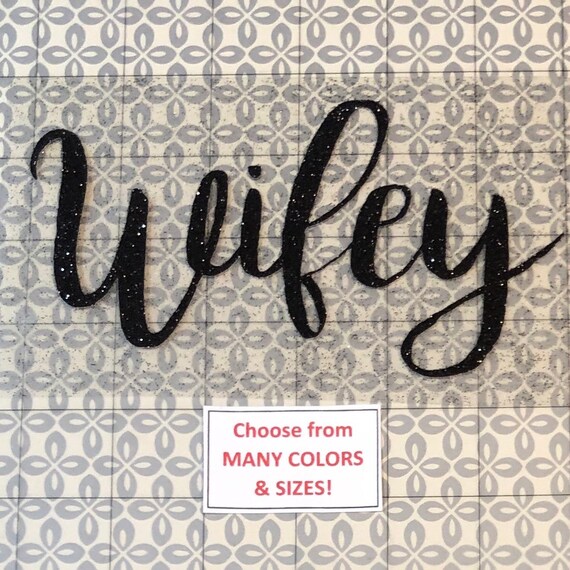 Wifey
Choose from
MANY COLORS
& SIZES!